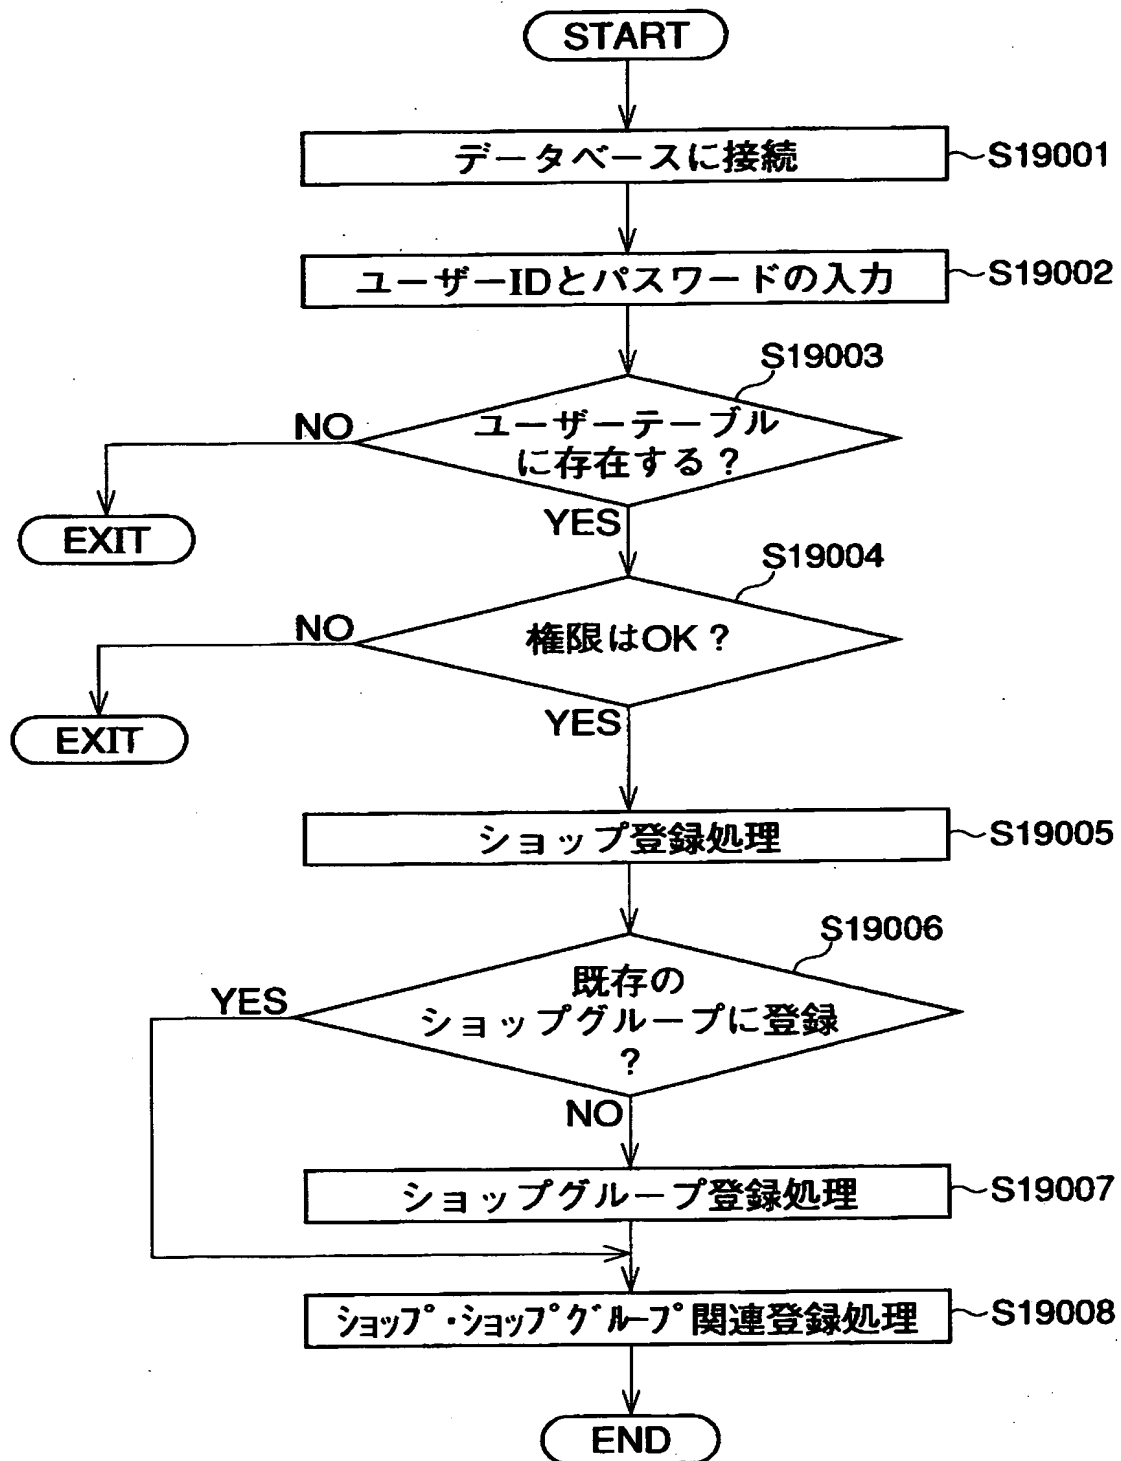 START
データベースに接続
S19001
ユーザーIDとパスワードの入力
S19002
S19003
ユーザーテーブル
に存在する?
NO
EXIT
YES
S19004
権限はOK?
NO
EXIT
YES
ショップ登録処理
S19005
S19006
既存の
ショップグループに登録
?
YES
NO
ショップグループ登録処理
S19007
ショップ・ショップグループ関連登録処理
S19008
END